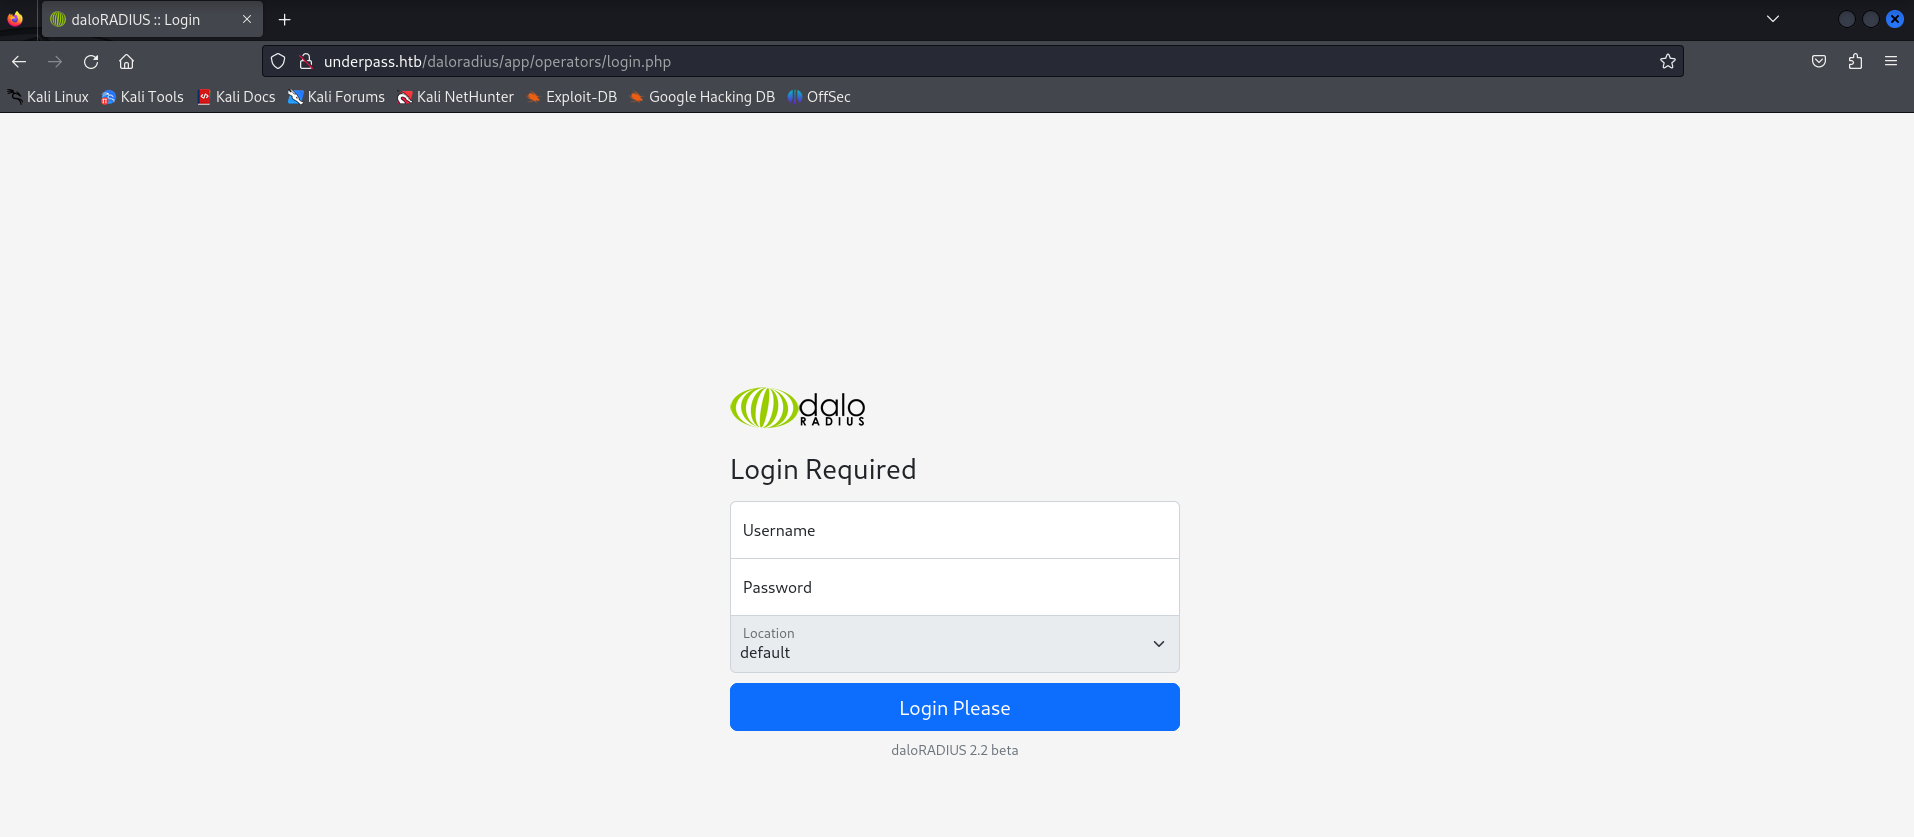 daloRADIUS :: Login
underpass.htb/daloradius/app/operators/login.php
Kali Linux Kali Tools Kali Docs Kali Forums Kali NetHunter Exploit-DB Google Hacking DB OffSec
dalo
RADIUS
Login Required
Username
Password
Location
default
Login Please
daloRADIUS 2.2 beta